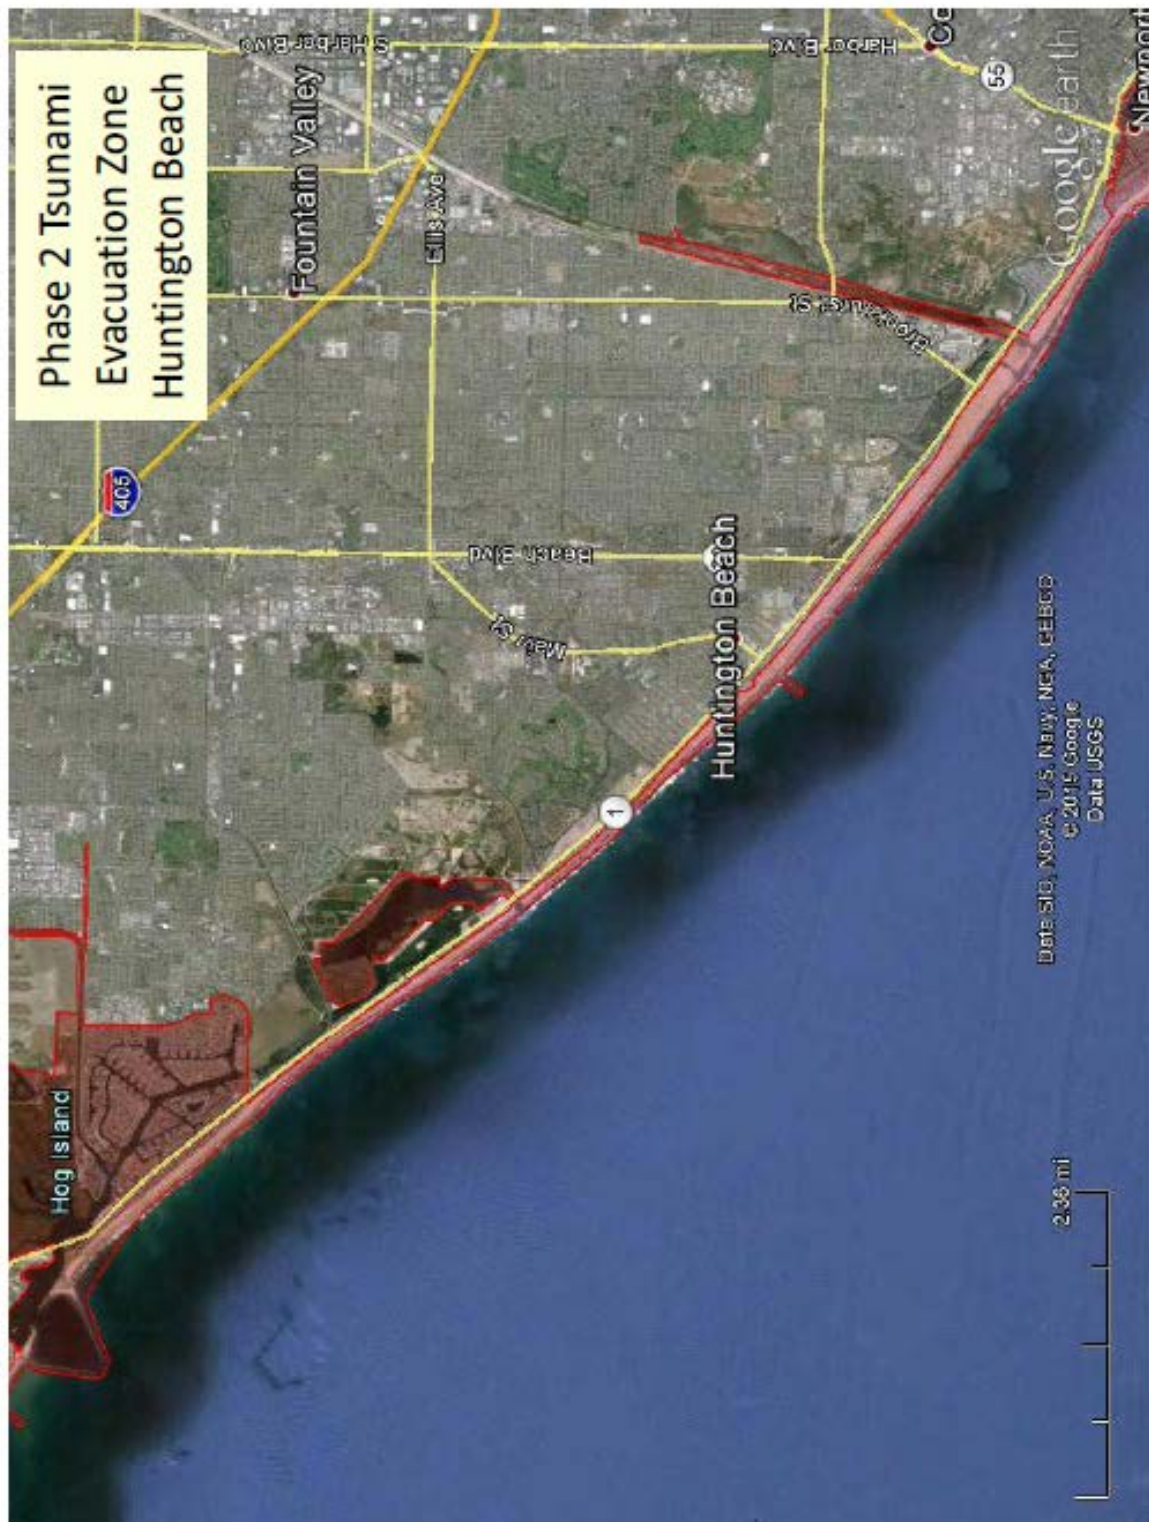 Phase 2 Tsunami
Evacuation Zone
Huntington Beach
S Harbor Blvd
Harbor Blvd
Fountain Valley
Co
55
Newport
405
Ellis Ave
Brookhurst St
Google earth
Beach Blvd
Main St
Huntington Beach
1
Hog Island
Data SIO, NOAA, U.S. Navy, NGA, GEBCO
© 2015 Google
Data USGS
2.36 mi